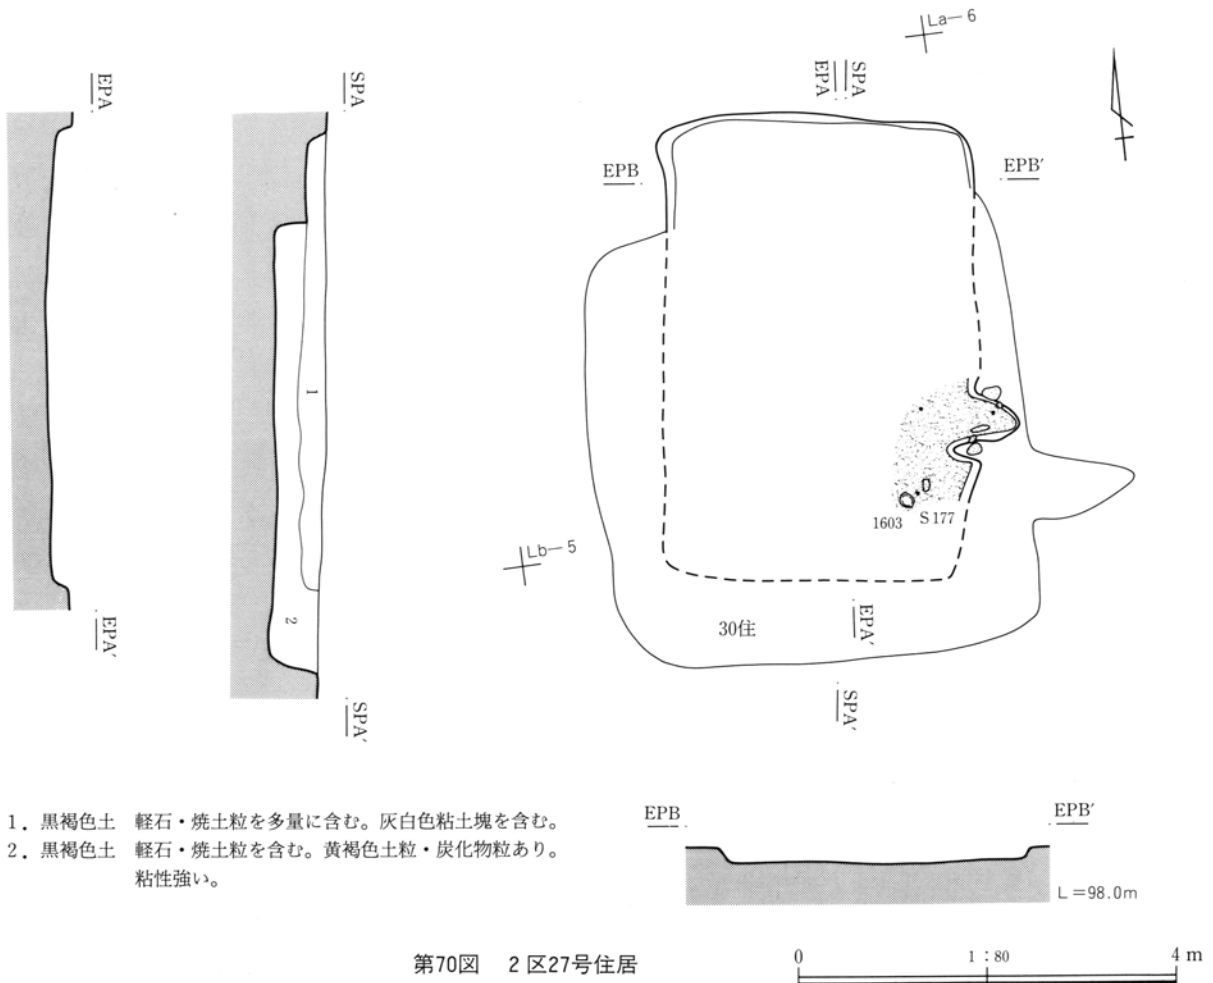 La－6
EPA
SPA
EPA
SPA
EPB
EPB′
1
1603
S 177
Lb－5
2
30住
EPA′
EPA′
SPA′
SPA′
1．黒褐色土　軽石・焼土粒を多量に含む。灰白色粘土塊を含む。
2．黒褐色土　軽石・焼土粒を含む。黄褐色土粒・炭化物粒あり。
粘性強い。
EPB
EPB′
L＝98.0m
第70図　2区27号住居
0　1：80　4 m